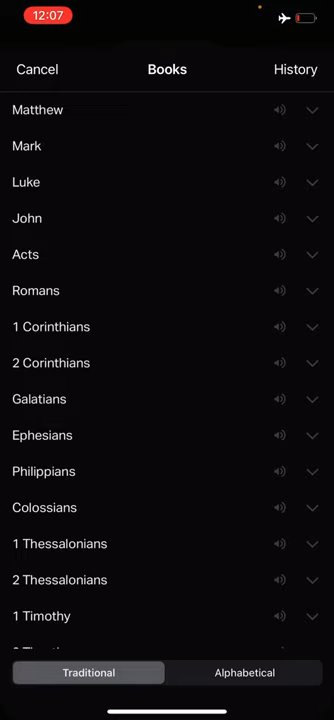 12:07
Cancel Books History
Matthew
Mark
Luke
John
Acts
Romans
1 Corinthians
2 Corinthians
Galatians
Ephesians
Philippians
Colossians
1 Thessalonians
2 Thessalonians
1 Timothy
Traditional Alphabetical